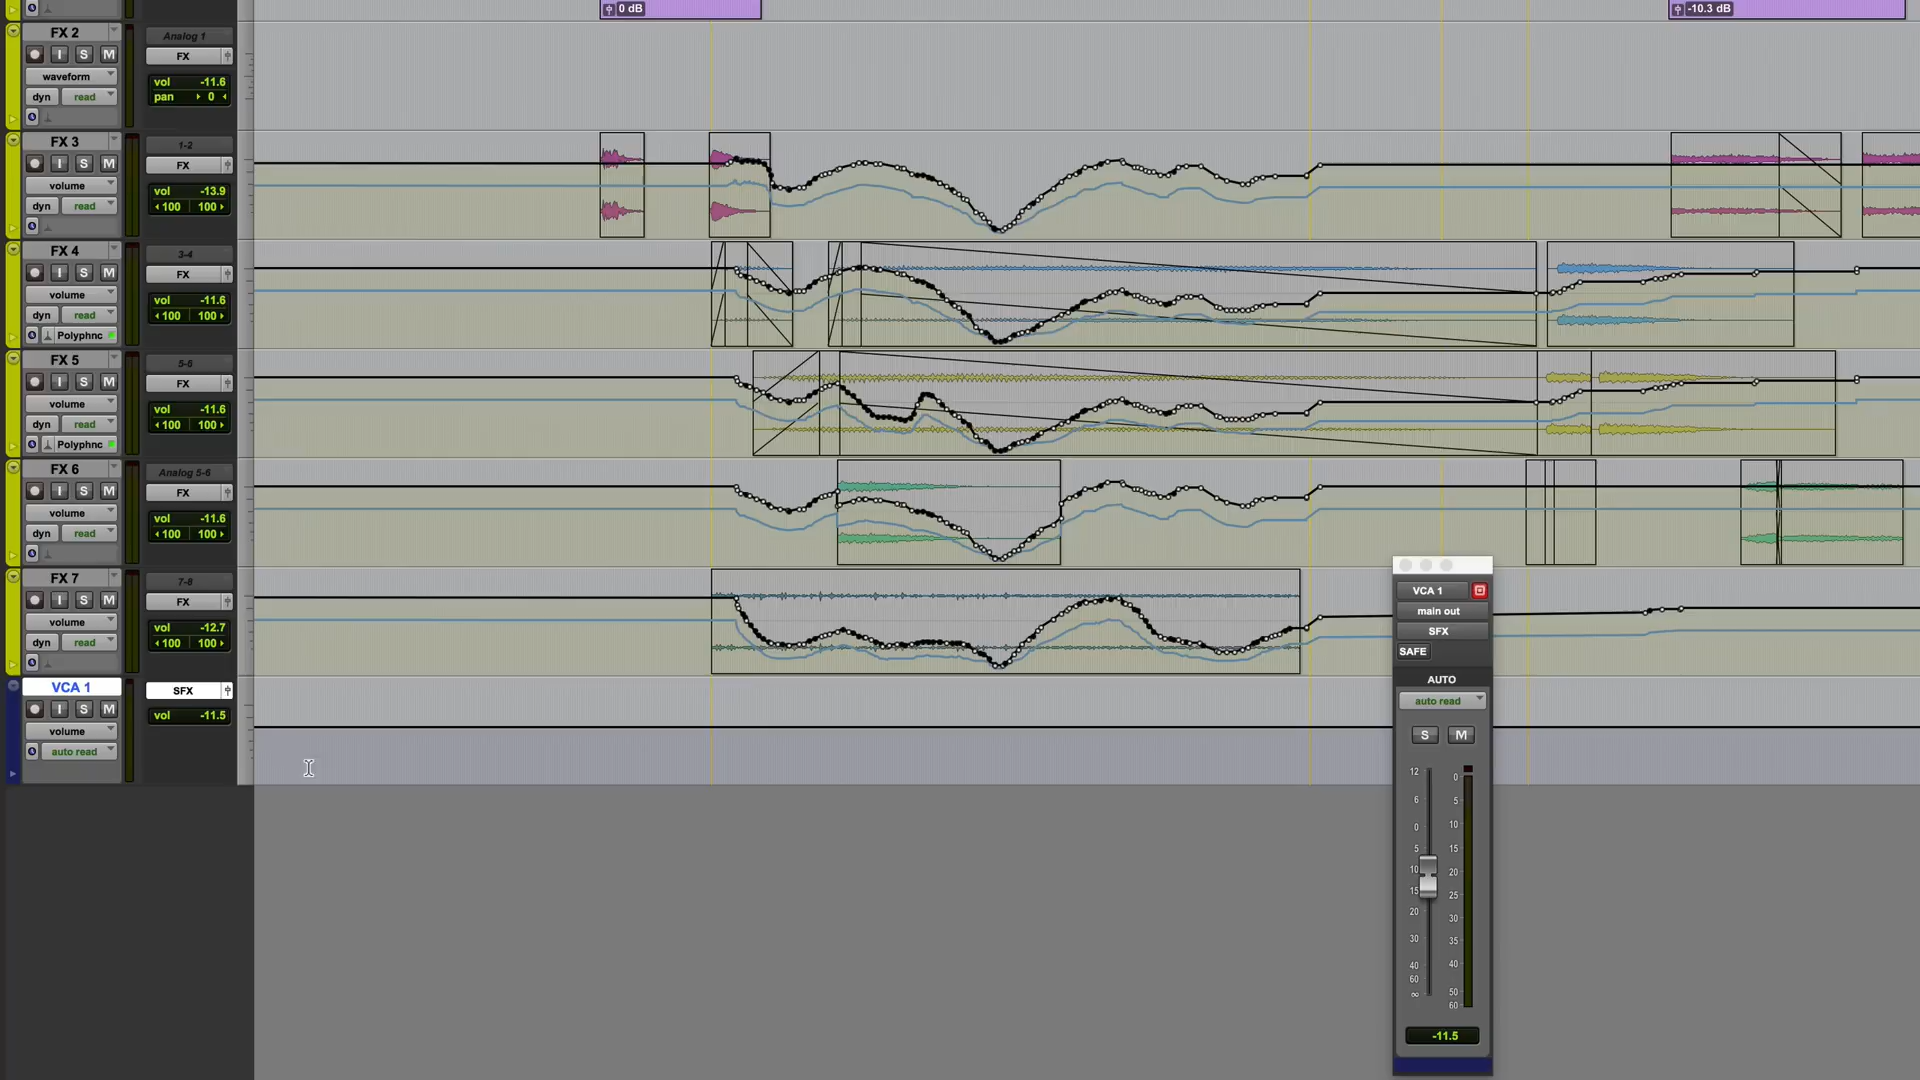 0 dB
-10.3 dB
FX 2
Analog 1
I S M
FX
waveform
vol -11.6
dyn read
pan 0
FX 3
1-2
I S M
FX
volume
vol -13.9
dyn read
100 100
FX 4
3-4
I S M
FX
volume
vol -11.6
dyn read
100 100
Polyphnc
FX 5
5-6
I S M
FX
volume
vol -11.6
dyn read
100 100
Polyphnc
FX 6
Analog 5-6
I S M
FX
volume
vol -11.6
dyn read
100 100
FX 7
7-8
I S M
FX
volume
vol -12.7
dyn read
100 100
VCA 1
SFX
I S M
vol -11.5
volume
auto read
VCA 1
main out
SFX
SAFE
AUTO
auto read
S M
12 0
6 5
0 10
5 15
10 20
15 25
20 30
30 35
40 40
60 50
∞ 60
-11.5